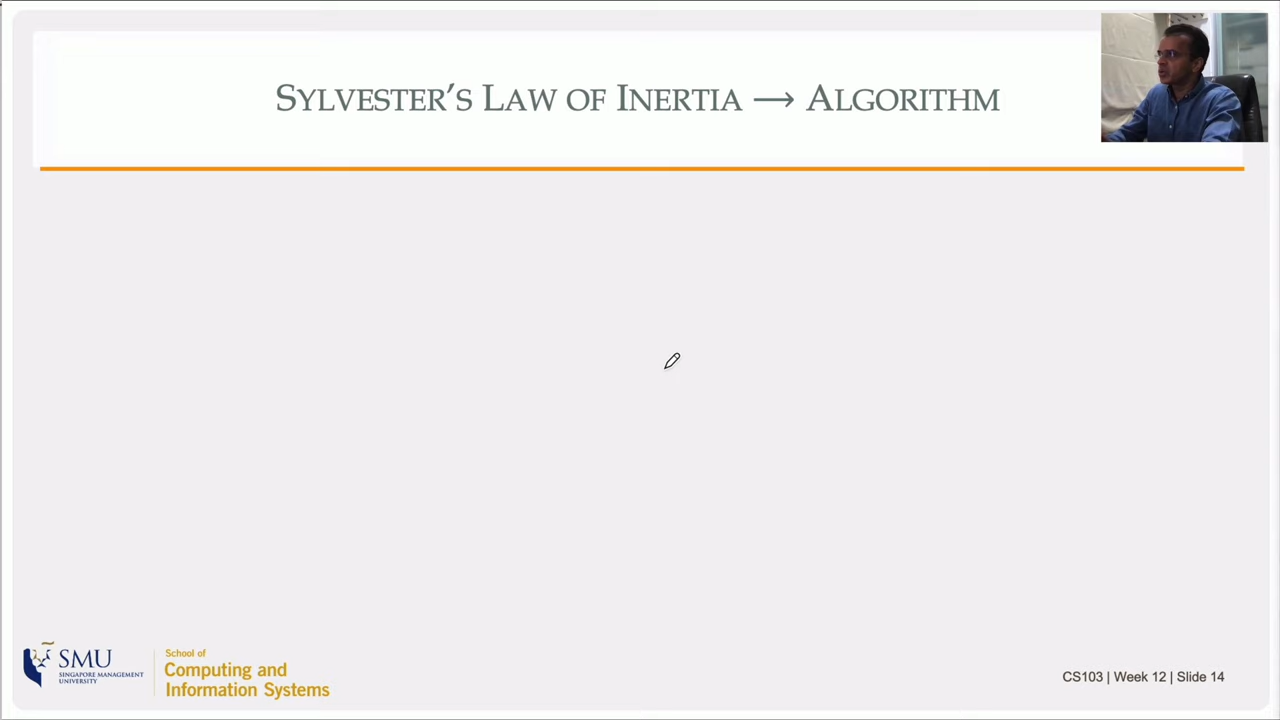 SYLVESTER'S LAW OF INERTIA ⟶ ALGORITHM
SMU
SINGAPORE MANAGEMENT
UNIVERSITY
School of
Computing and
Information Systems
CS103 | Week 12 | Slide 14